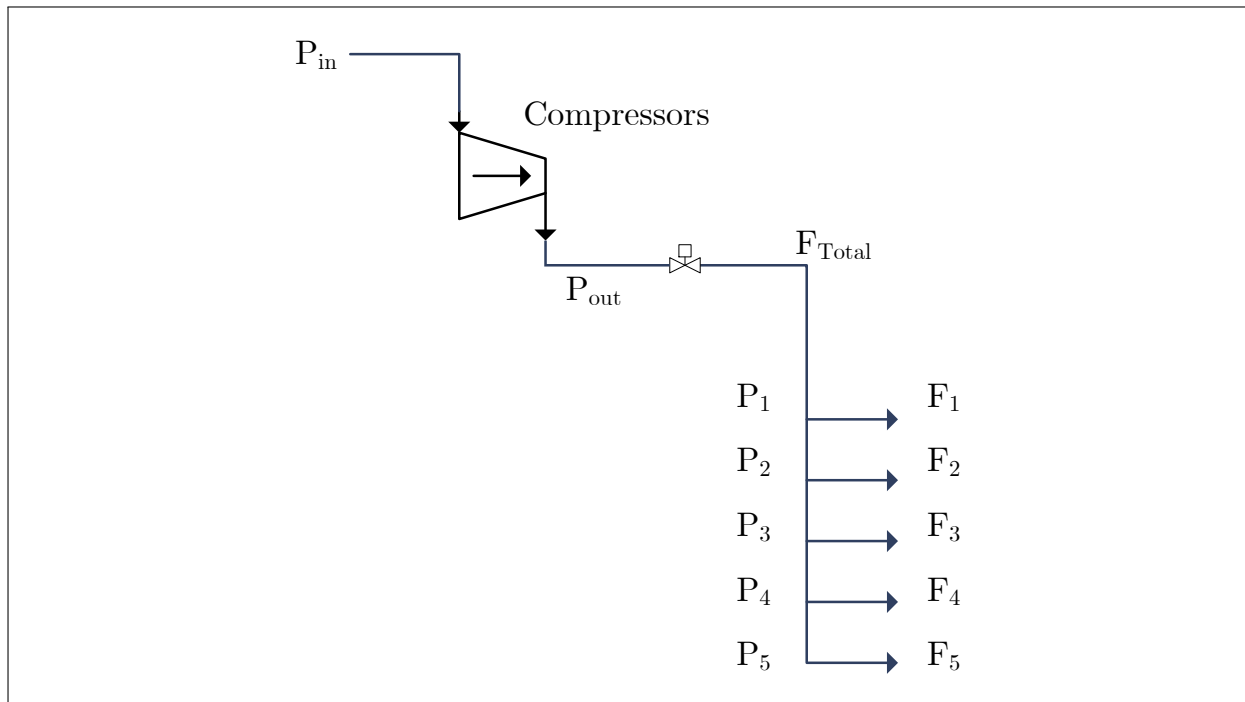 P_in
Compressors
F_Total
P_out
P_1 F_1
P_2 F_2
P_3 F_3
P_4 F_4
P_5 F_5